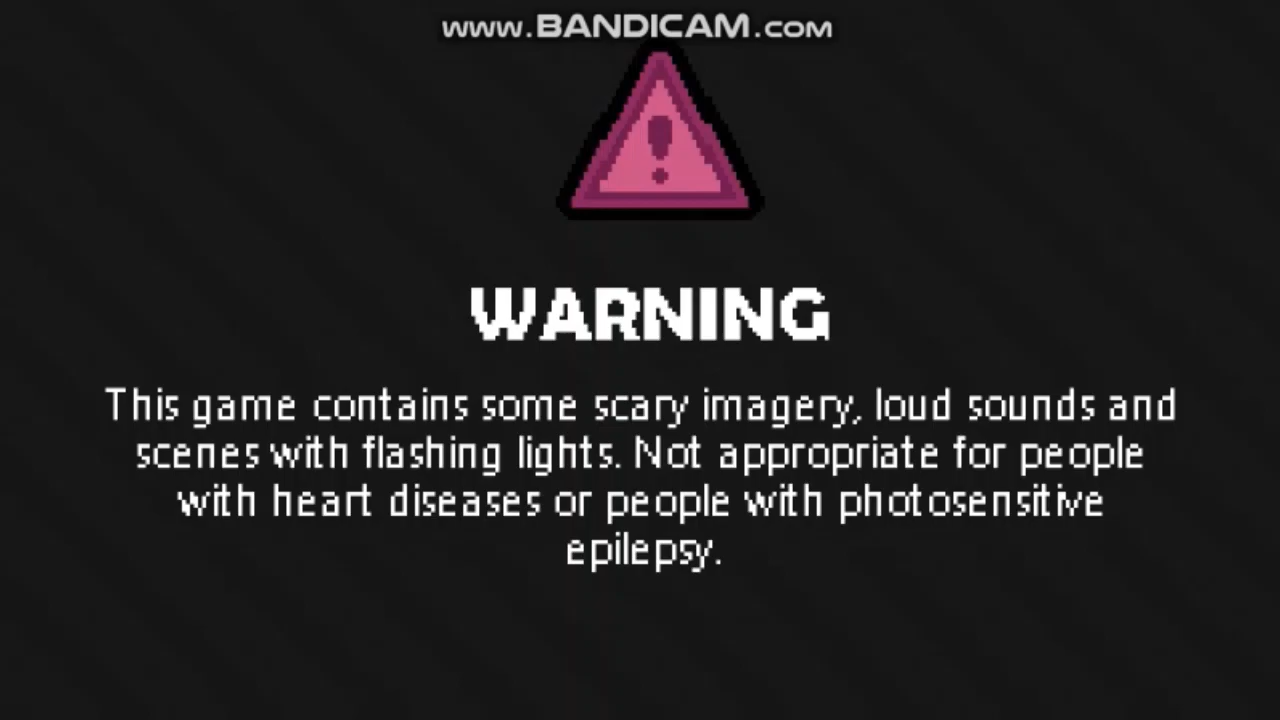 www.BANDICAM.com
WARNING
This game contains some scary imagery, loud sounds and
scenes with flashing lights. Not appropriate for people
with heart diseases or people with photosensitive
epilepsy.